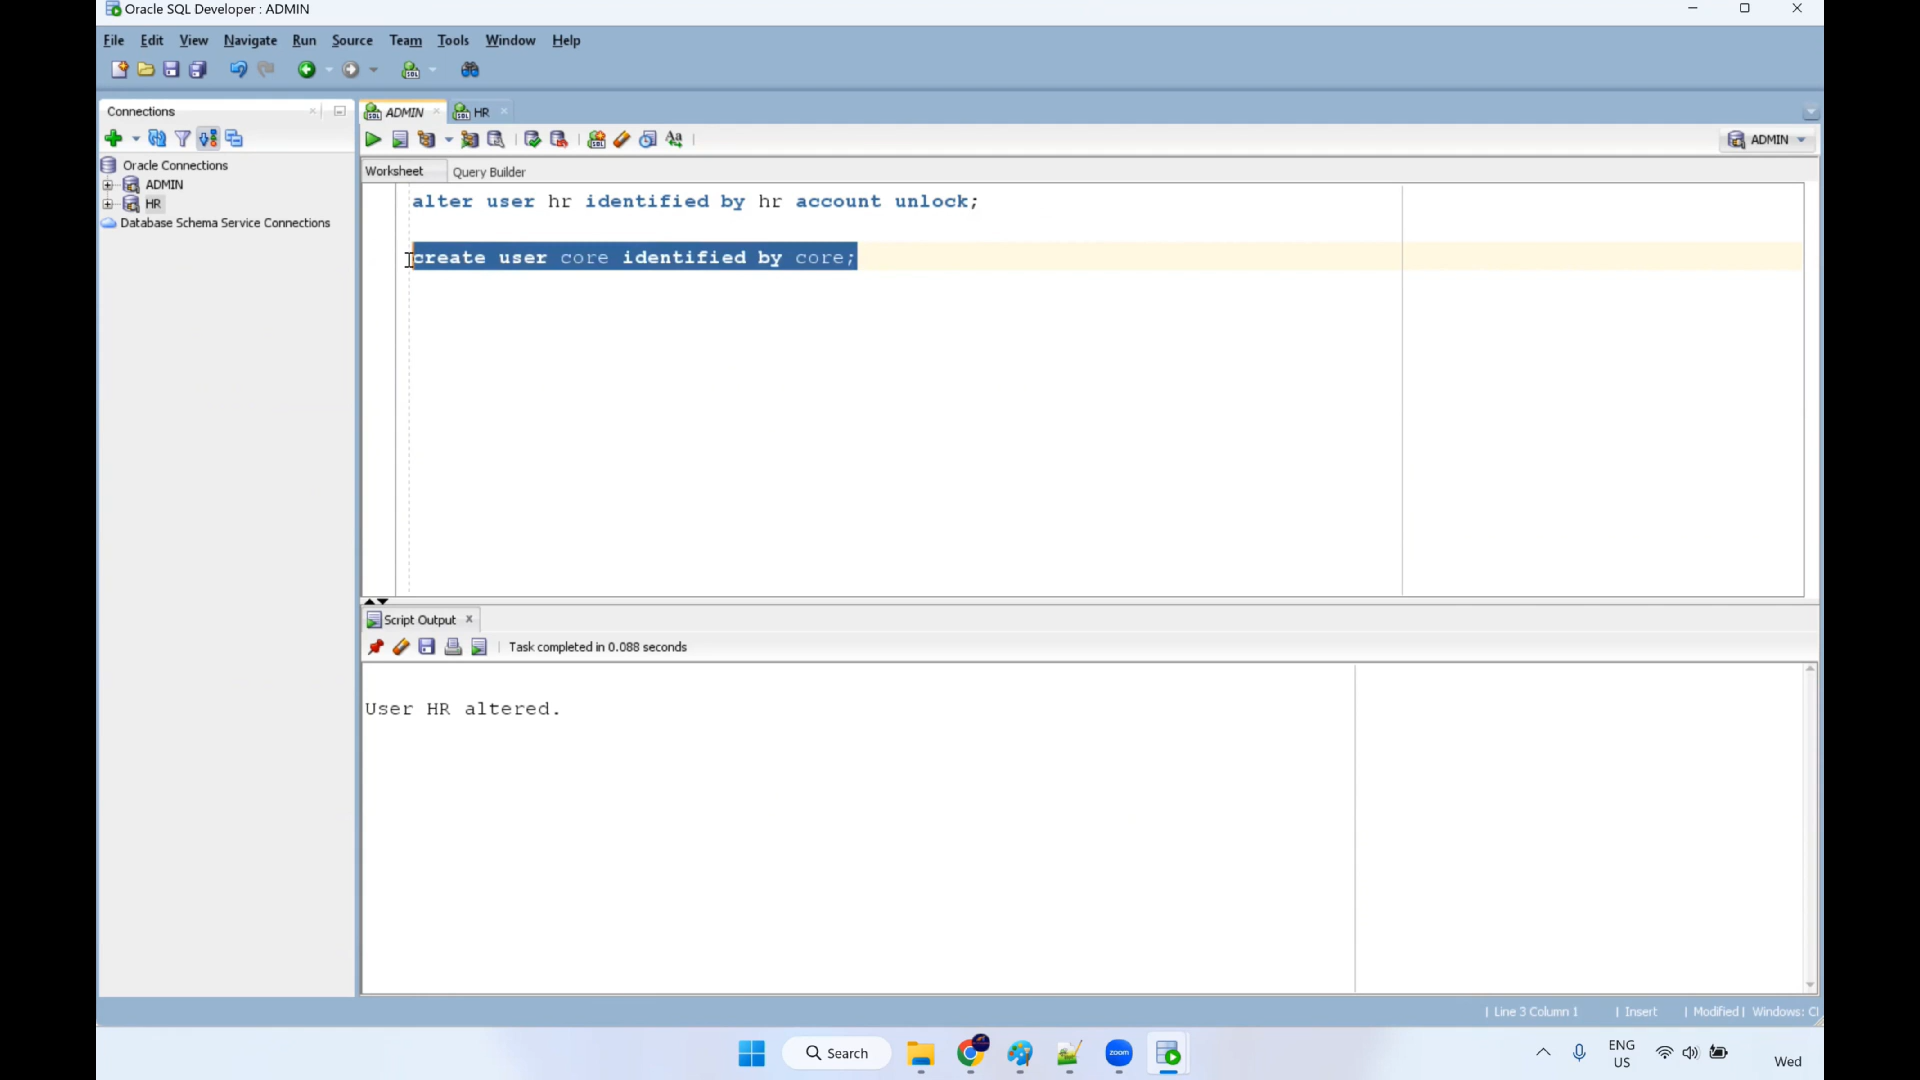 Oracle SQL Developer : ADMIN
File Edit View Navigate Run Source Team Tools Window Help
Connections
ADMIN
HR
ADMIN
Oracle Connections
ADMIN
HR
Database Schema Service Connections
Worksheet
Query Builder
alter user hr identified by hr account unlock;
create user core identified by core;
Script Output
Task completed in 0.088 seconds
User HR altered.
Line 3 Column 1
Insert
Modified
Windows: Cl
Search
zoom
ENG
US
Wed